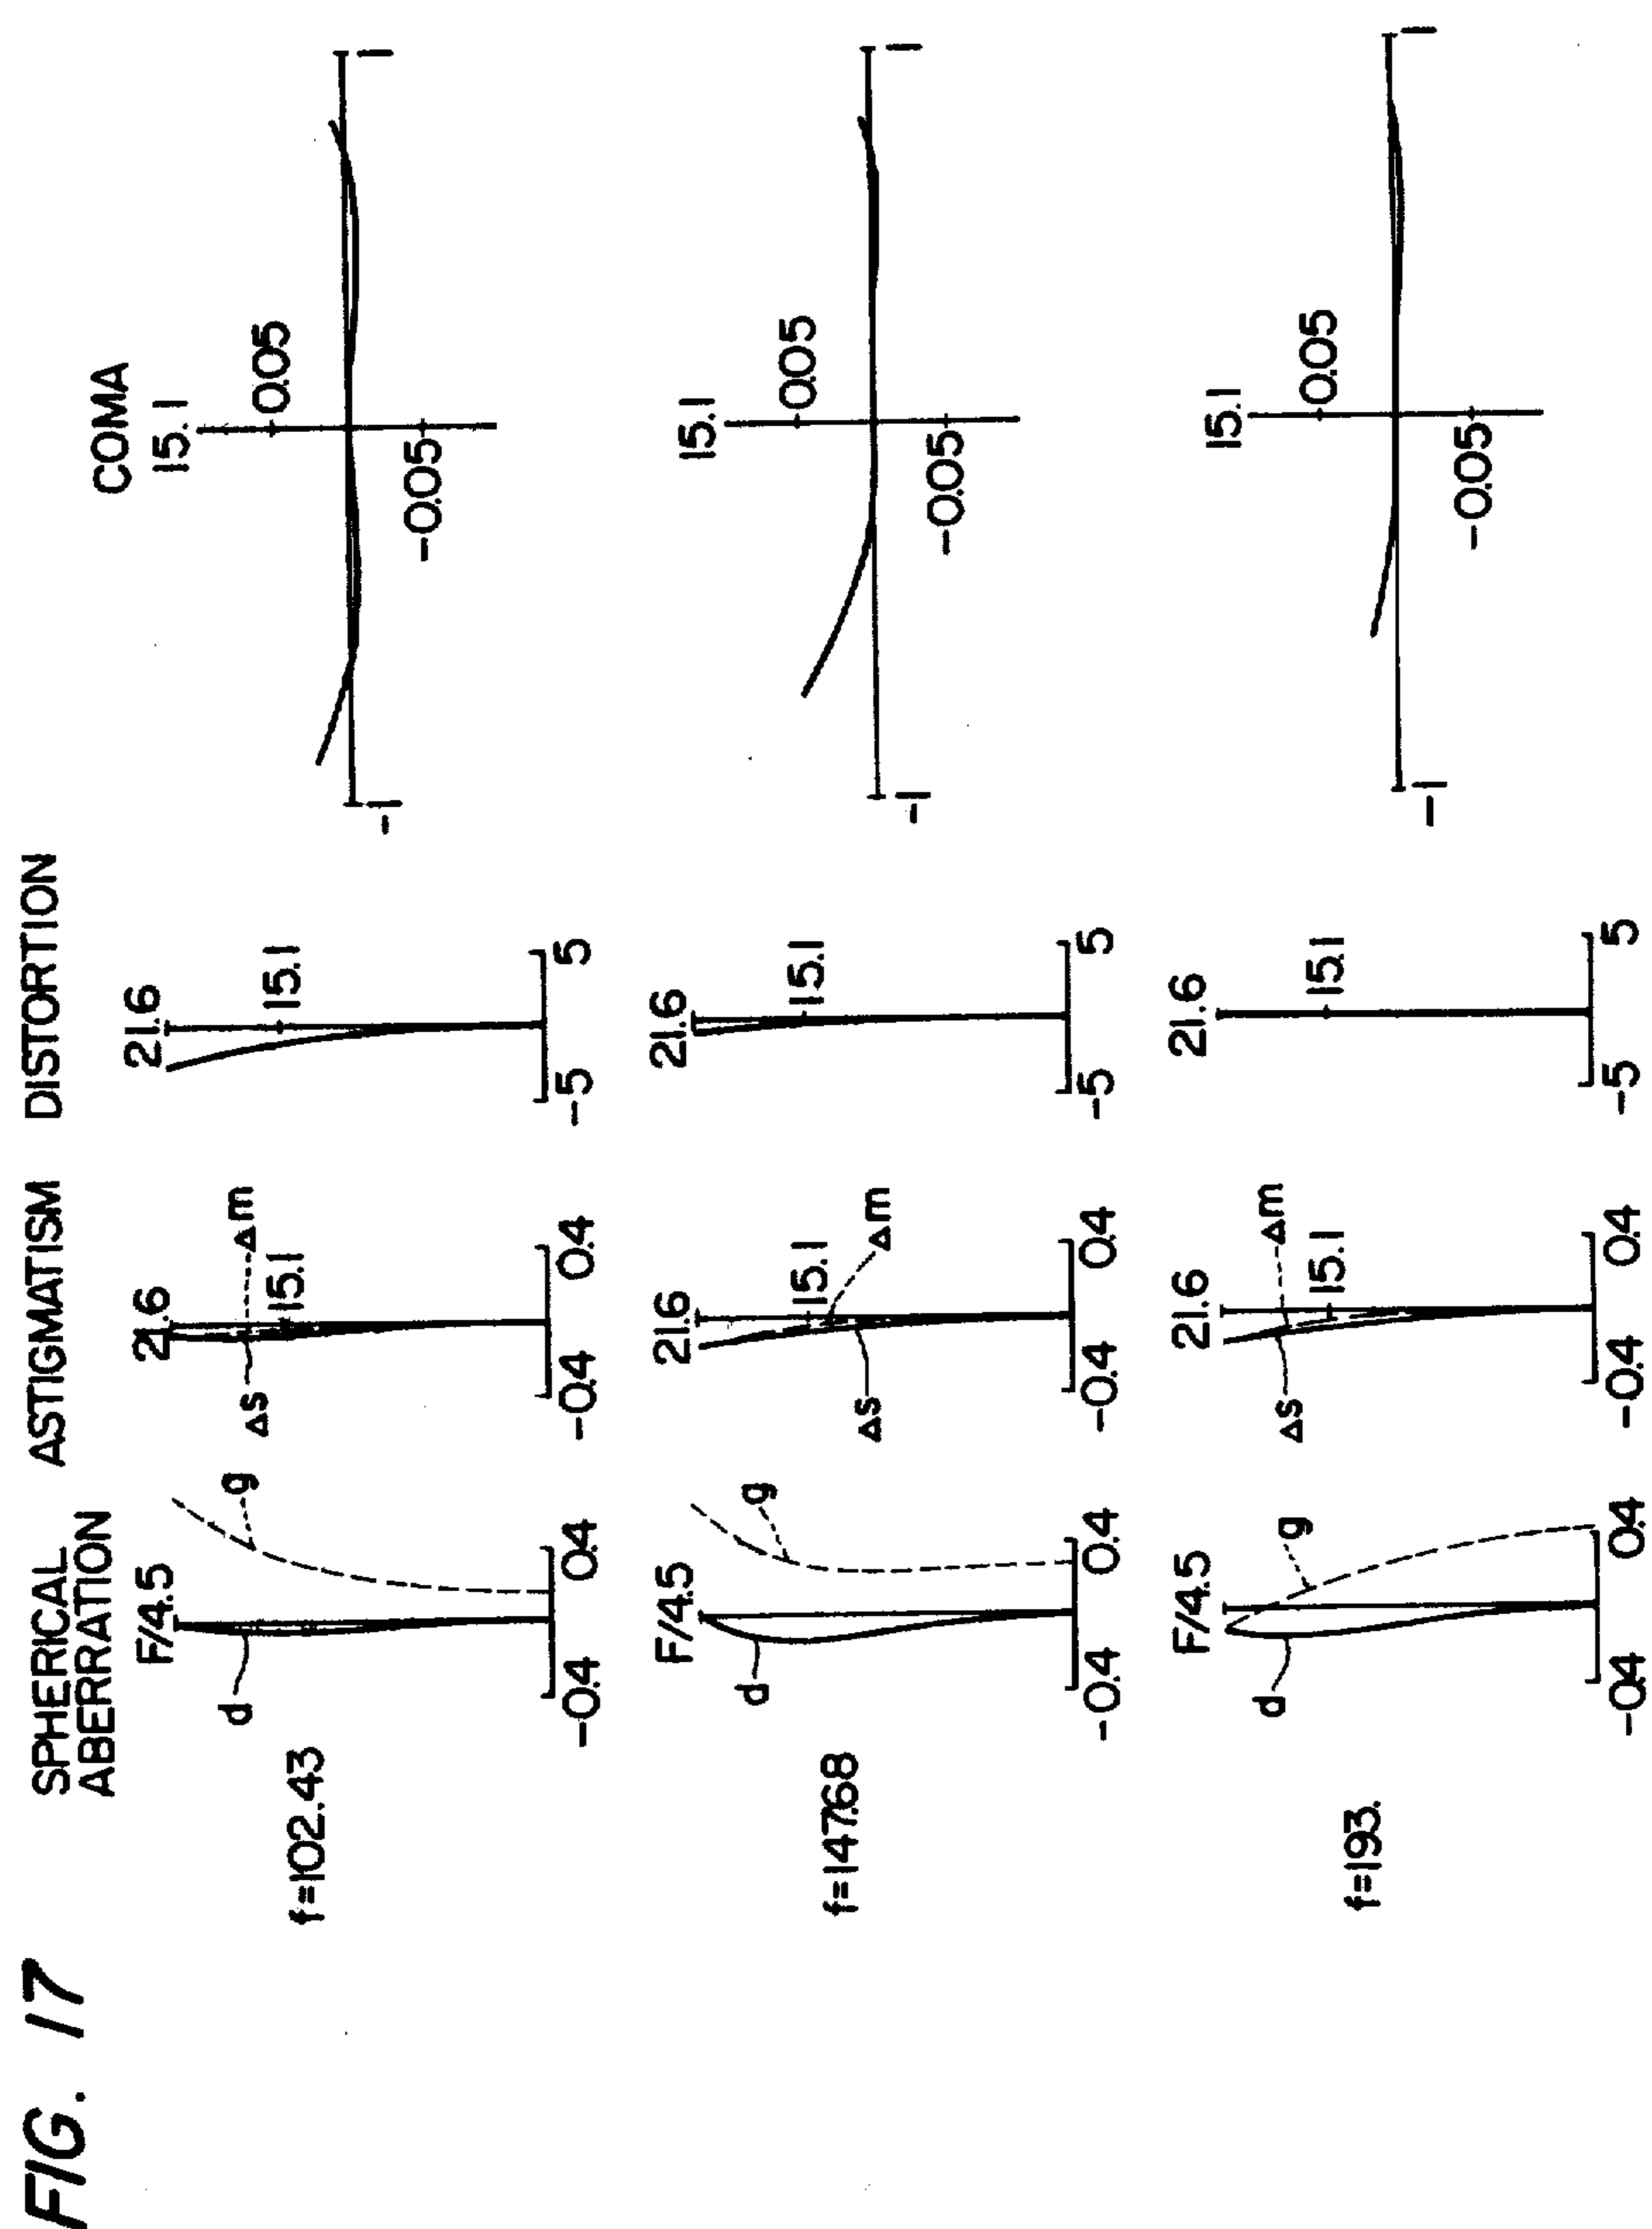 FIG. 17
SPHERICAL
ABERRATION
ASTIGMATISM
DISTORTION
COMA
f=102.43
F/4.5
d
g
-0.4
0.4
21.6
Δs
Δm
15.1
-0.4
0.4
21.6
15.1
-5
5
15.1
0.05
-0.05
-1
1
f=147.68
F/4.5
d
g
-0.4
0.4
21.6
15.1
Δs
Δm
-0.4
0.4
21.6
15.1
-5
5
15.1
0.05
-0.05
-1
1
f=193.
F/4.5
d
g
-0.4
0.4
21.6
Δs
Δm
15.1
-0.4
0.4
21.6
15.1
-5
5
15.1
0.05
-0.05
-1
1